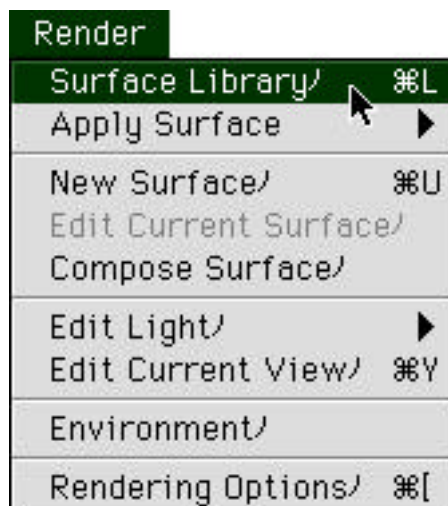 Render
Surface Library⁄ ⌘L
Apply Surface ▶
New Surface⁄ ⌘U
Edit Current Surface⁄
Compose Surface⁄
Edit Light⁄ ▶
Edit Current View⁄ ⌘Y
Environment⁄
Rendering Options⁄ ⌘[